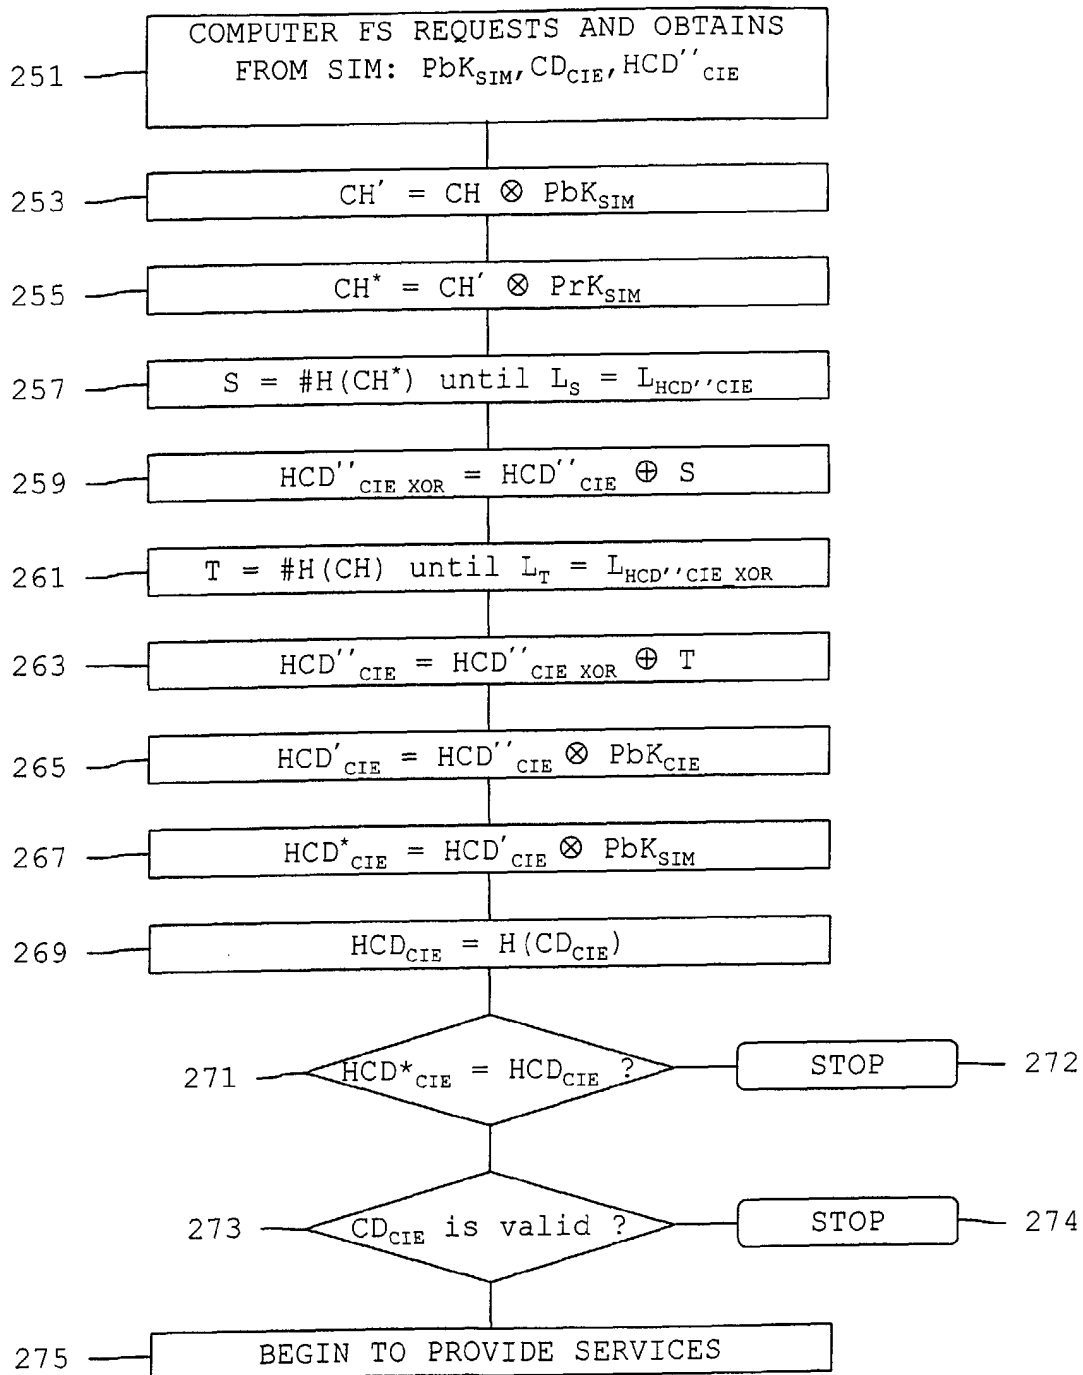 COMPUTER FS REQUESTS AND OBTAINS
251 FROM SIM: PbK_SIM, CD_CIE, HCD''_CIE
253 CH' = CH ⊗ PbK_SIM
255 CH* = CH' ⊗ PrK_SIM
257 S = #H(CH*) until L_S = L_HCD''CIE
259 HCD''_CIE XOR = HCD''_CIE ⊕ S
261 T = #H(CH) until L_T = L_HCD''CIE XOR
263 HCD''_CIE = HCD''_CIE XOR ⊕ T
265 HCD'_CIE = HCD''_CIE ⊗ PbK_CIE
267 HCD*_CIE = HCD'_CIE ⊗ PbK_SIM
269 HCD_CIE = H(CD_CIE)
271 HCD*_CIE = HCD_CIE ? STOP 272
273 CD_CIE is valid ? STOP 274
275 BEGIN TO PROVIDE SERVICES